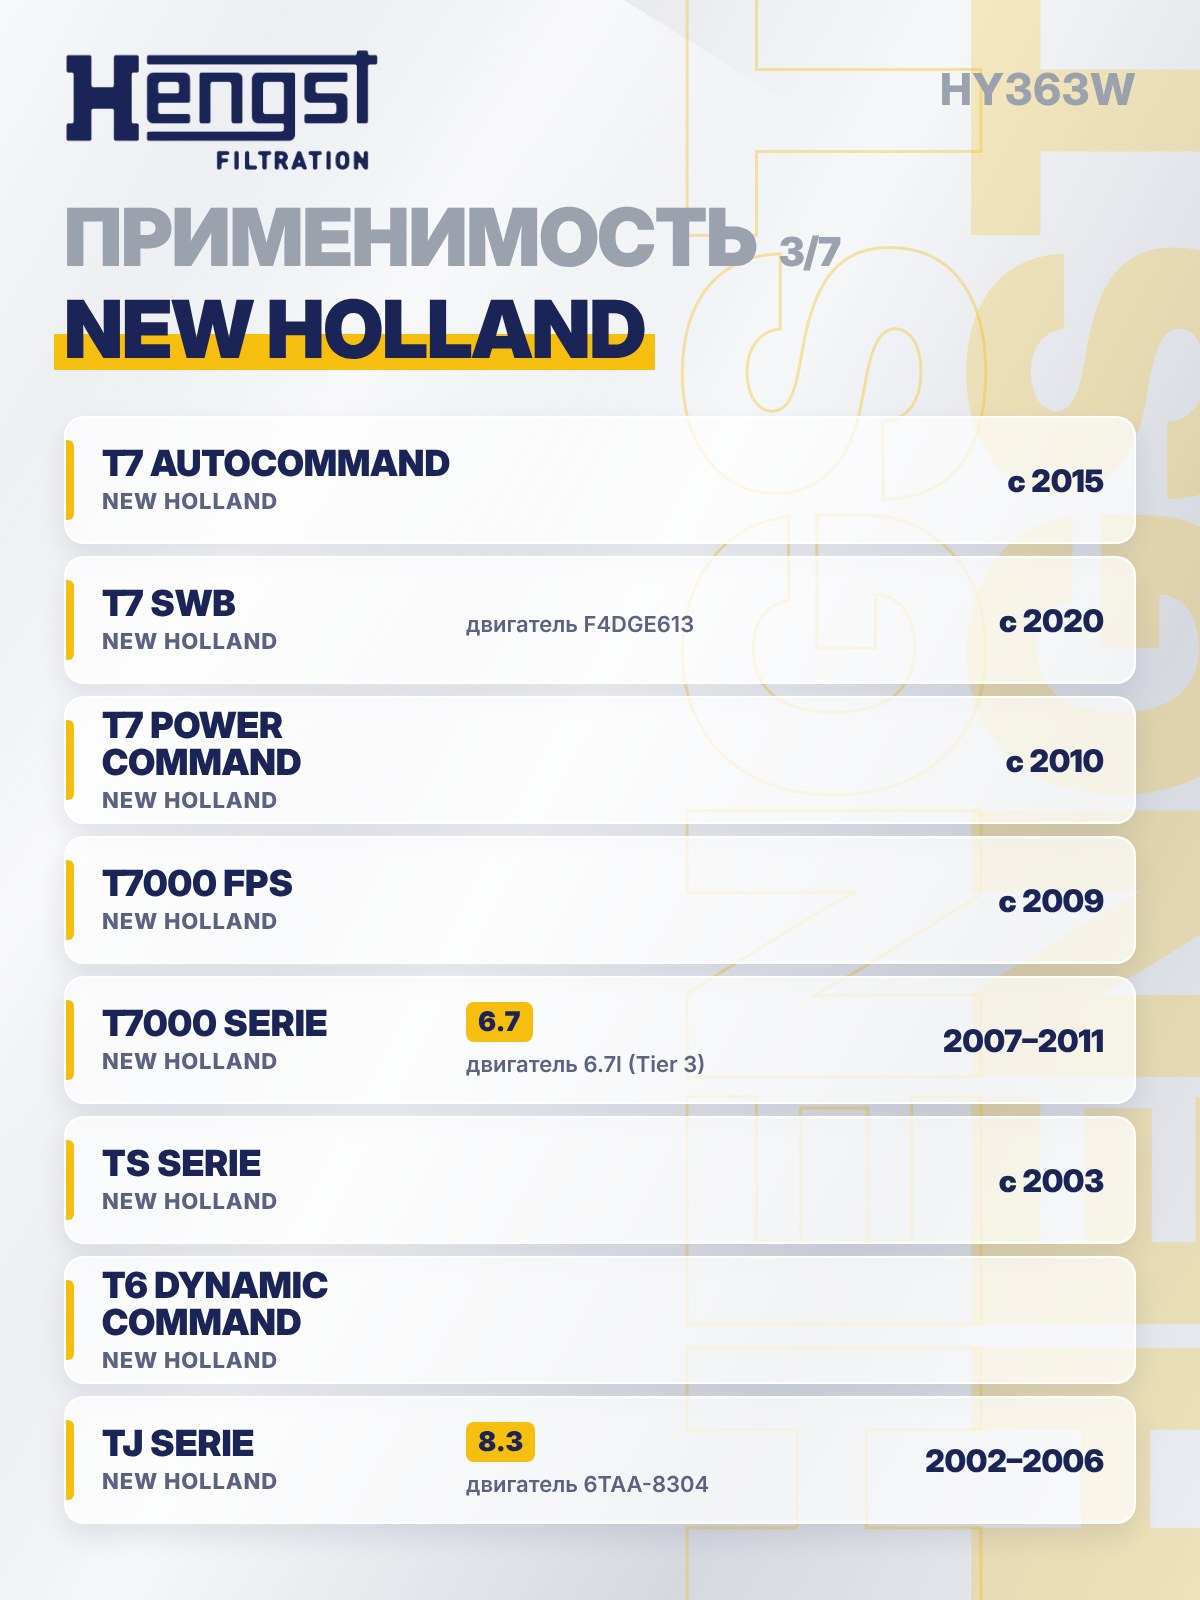 Hengst
FILTRATION
HY363W
ПРИМЕНИМОСТЬ 3/7
NEW HOLLAND
T7 AUTOCOMMAND
NEW HOLLAND
с 2015
T7 SWB
NEW HOLLAND
двигатель F4DGE613
с 2020
T7 POWER
COMMAND
NEW HOLLAND
с 2010
T7000 FPS
NEW HOLLAND
с 2009
T7000 SERIE
NEW HOLLAND
6.7
двигатель 6.7l (Tier 3)
2007–2011
TS SERIE
NEW HOLLAND
с 2003
T6 DYNAMIC
COMMAND
NEW HOLLAND
TJ SERIE
NEW HOLLAND
8.3
двигатель 6TAA-8304
2002–2006
HENGST
HENGST